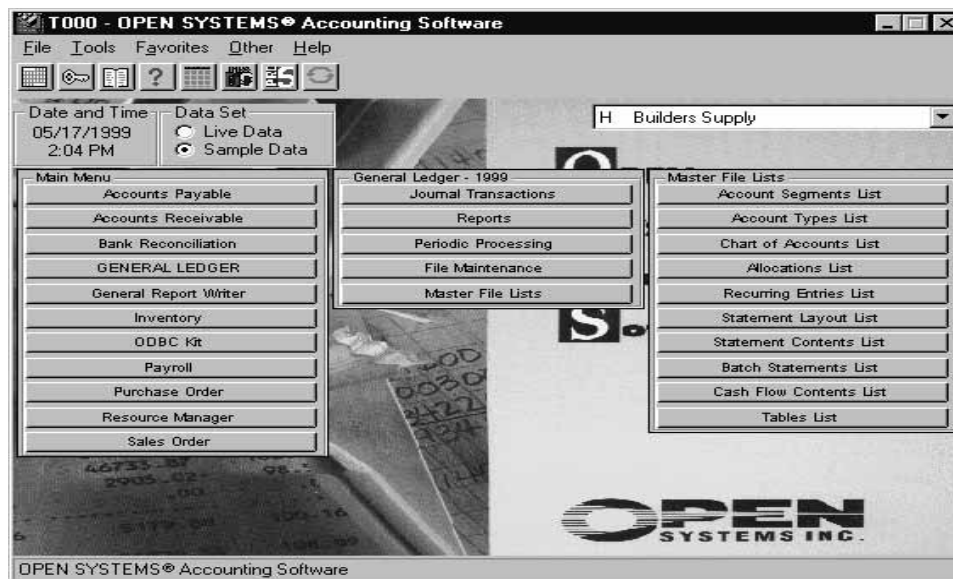 T000 - OPEN SYSTEMS® Accounting Software
File Tools Favorites Other Help
Date and Time
05/17/1999
2:04 PM
Data Set
Live Data
Sample Data
H Builders Supply
Main Menu
Accounts Payable
Accounts Receivable
Bank Reconciliation
GENERAL LEDGER
General Report Writer
Inventory
ODBC Kit
Payroll
Purchase Order
Resource Manager
Sales Order
General Ledger - 1999
Journal Transactions
Reports
Periodic Processing
File Maintenance
Master File Lists
Master File Lists
Account Segments List
Account Types List
Chart of Accounts List
Allocations List
Recurring Entries List
Statement Layout List
Statement Contents List
Batch Statements List
Cash Flow Contents List
Tables List
OPEN
SYSTEMS INC.
OPEN SYSTEMS® Accounting Software